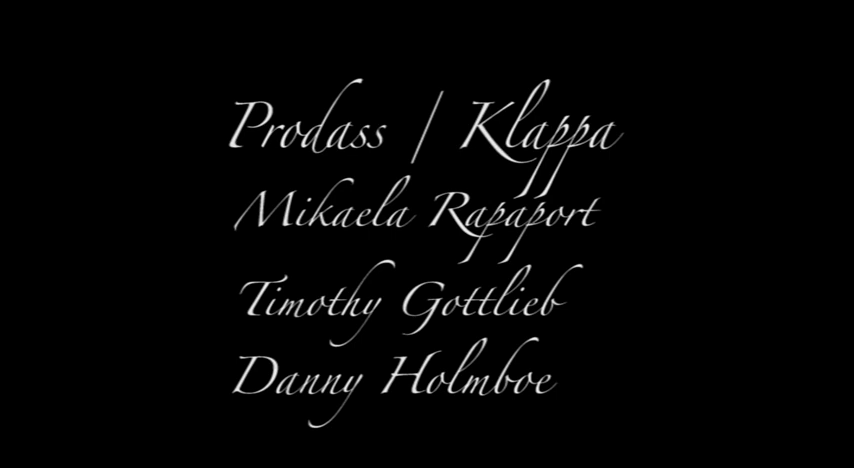 Prodass / Klappa
Mikaela Rapaport
Timothy Gottlieb
Danny Holmboe